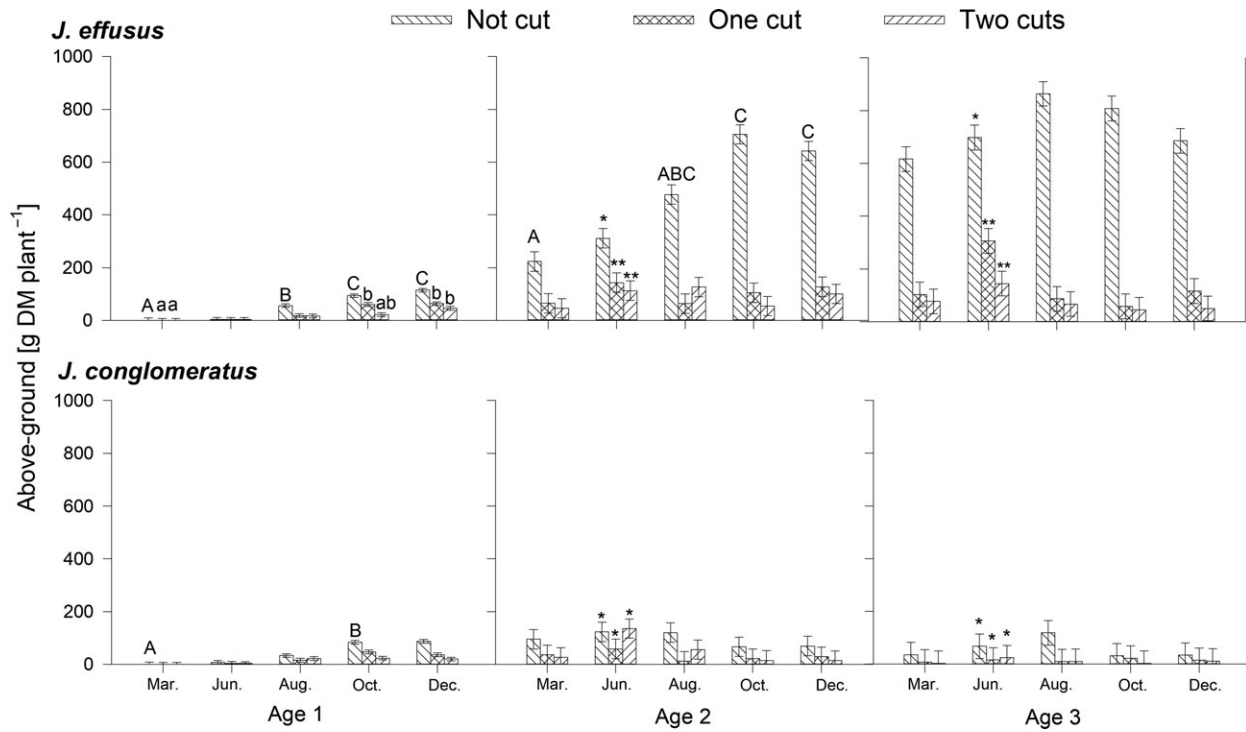 Not cut One cut Two cuts
J. effusus
Above-ground [g DM plant⁻¹]
1000
800
600
400
200
0
A aa
B
C b ab
C b b
A
* ** **
ABC
C
C
* ** **
J. conglomeratus
1000
800
600
400
200
0
A
B
* * *
* * *
Mar. Jun. Aug. Oct. Dec. Mar. Jun. Aug. Oct. Dec. Mar. Jun. Aug. Oct. Dec.
Age 1 Age 2 Age 3